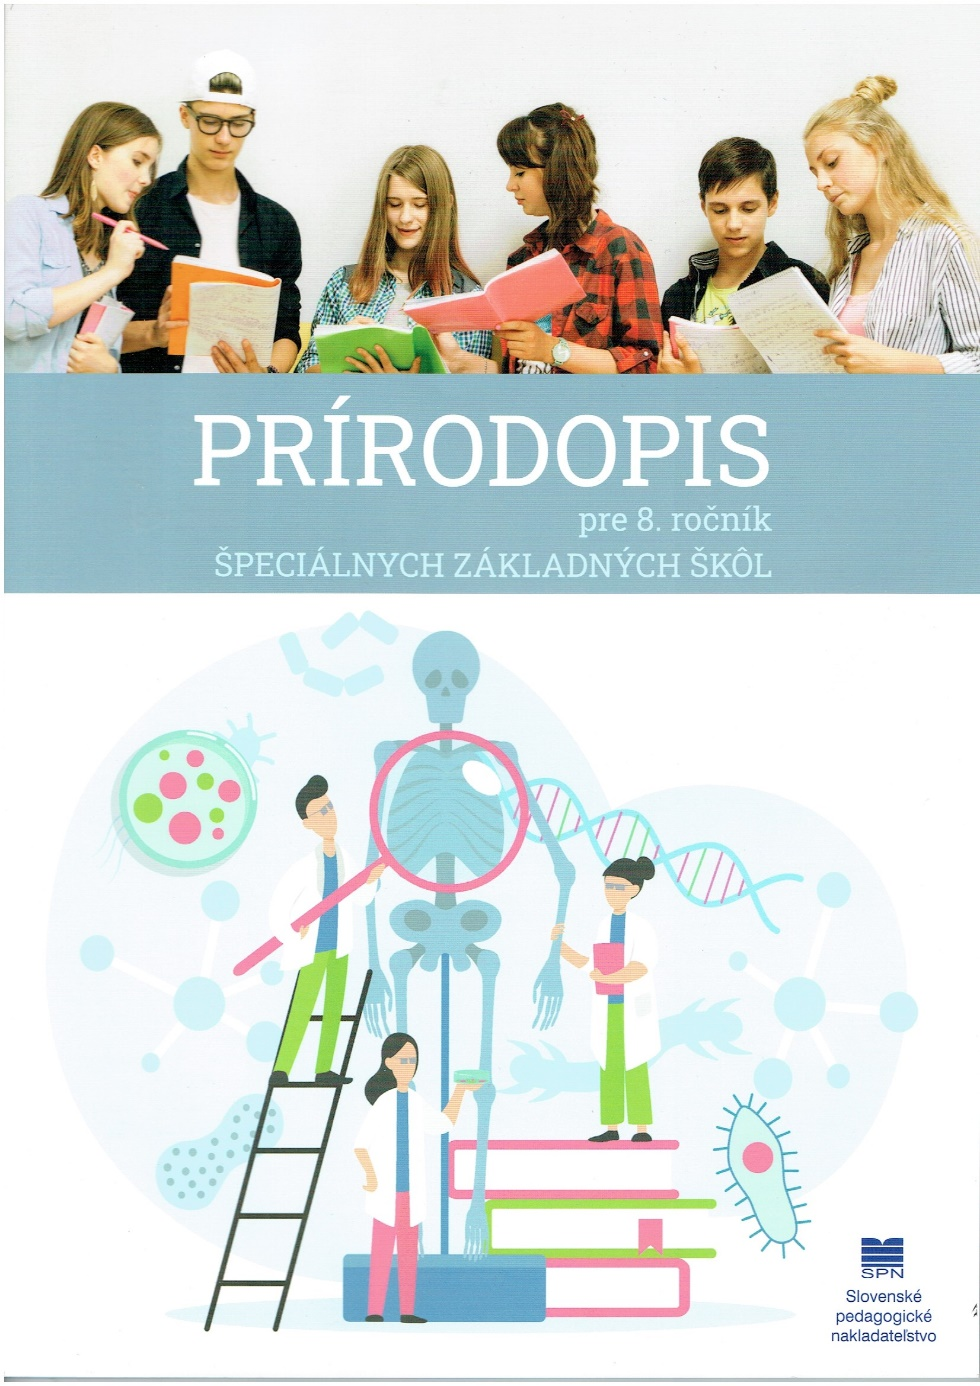 PRÍRODOPIS
pre 8. ročník
ŠPECIÁLNYCH ZÁKLADNÝCH ŠKÔL
SPN
Slovenské
pedagogické
nakladateľstvo